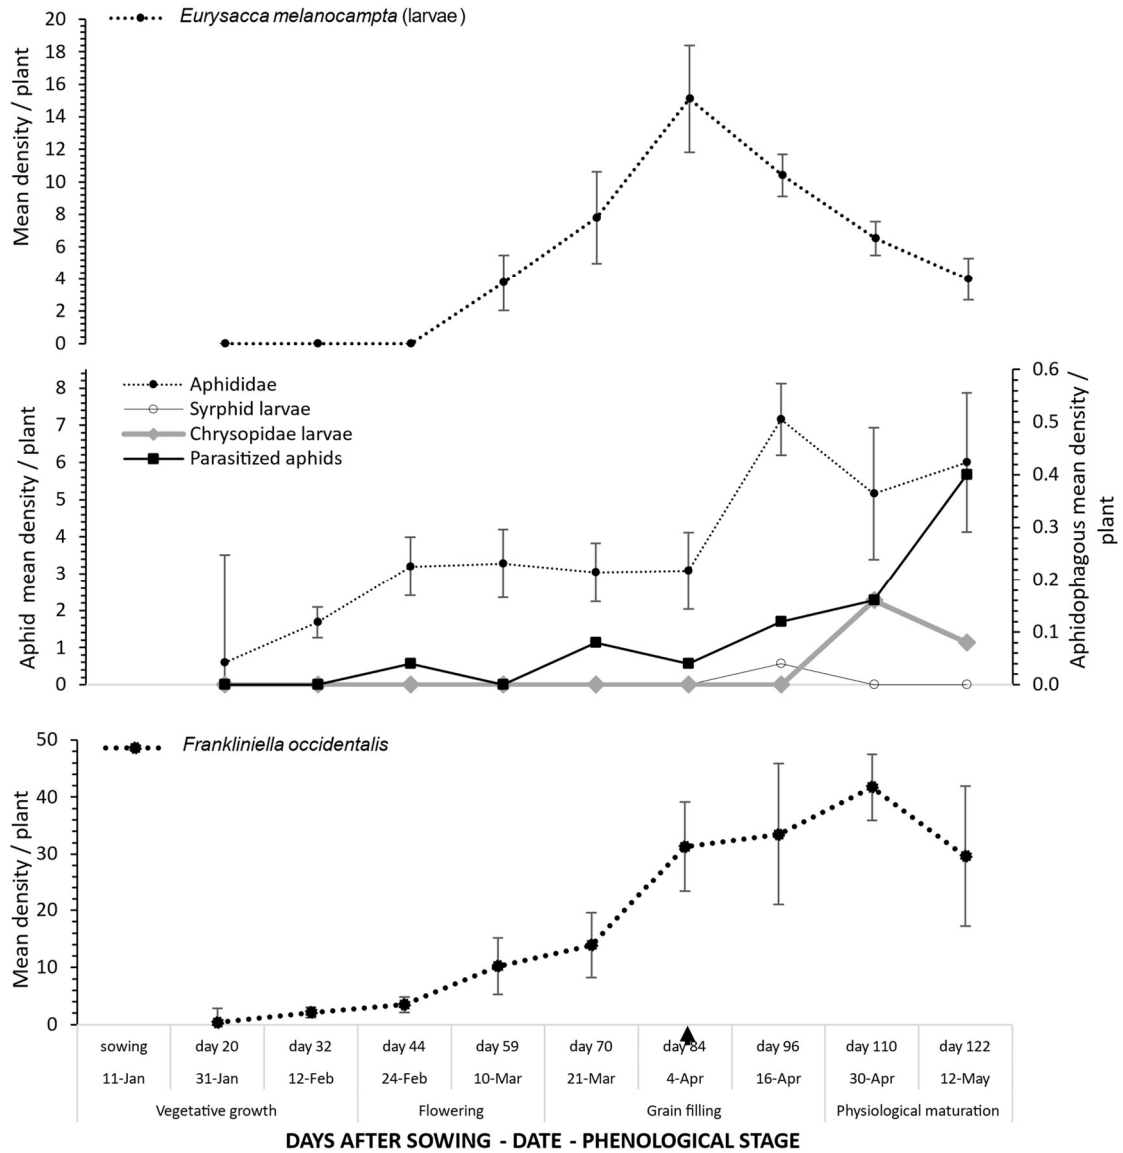 Eurysacca melanocampta (larvae)
Mean density / plant
20
18
16
14
12
10
8
6
4
2
0
Aphididae
Syrphid larvae
Chrysopidae larvae
Parasitized aphids
Aphid mean density / plant
8
7
6
5
4
3
2
1
0
0.6
0.5
0.4
0.3
0.2
0.1
0.0
Aphidophagous mean density /
plant
Frankliniella occidentalis
Mean density / plant
50
40
30
20
10
0
sowing day 20 day 32 day 44 day 59 day 70 day 84 day 96 day 110 day 122
11-Jan 31-Jan 12-Feb 24-Feb 10-Mar 21-Mar 4-Apr 16-Apr 30-Apr 12-May
Vegetative growth Flowering Grain filling Physiological maturation
DAYS AFTER SOWING - DATE - PHENOLOGICAL STAGE